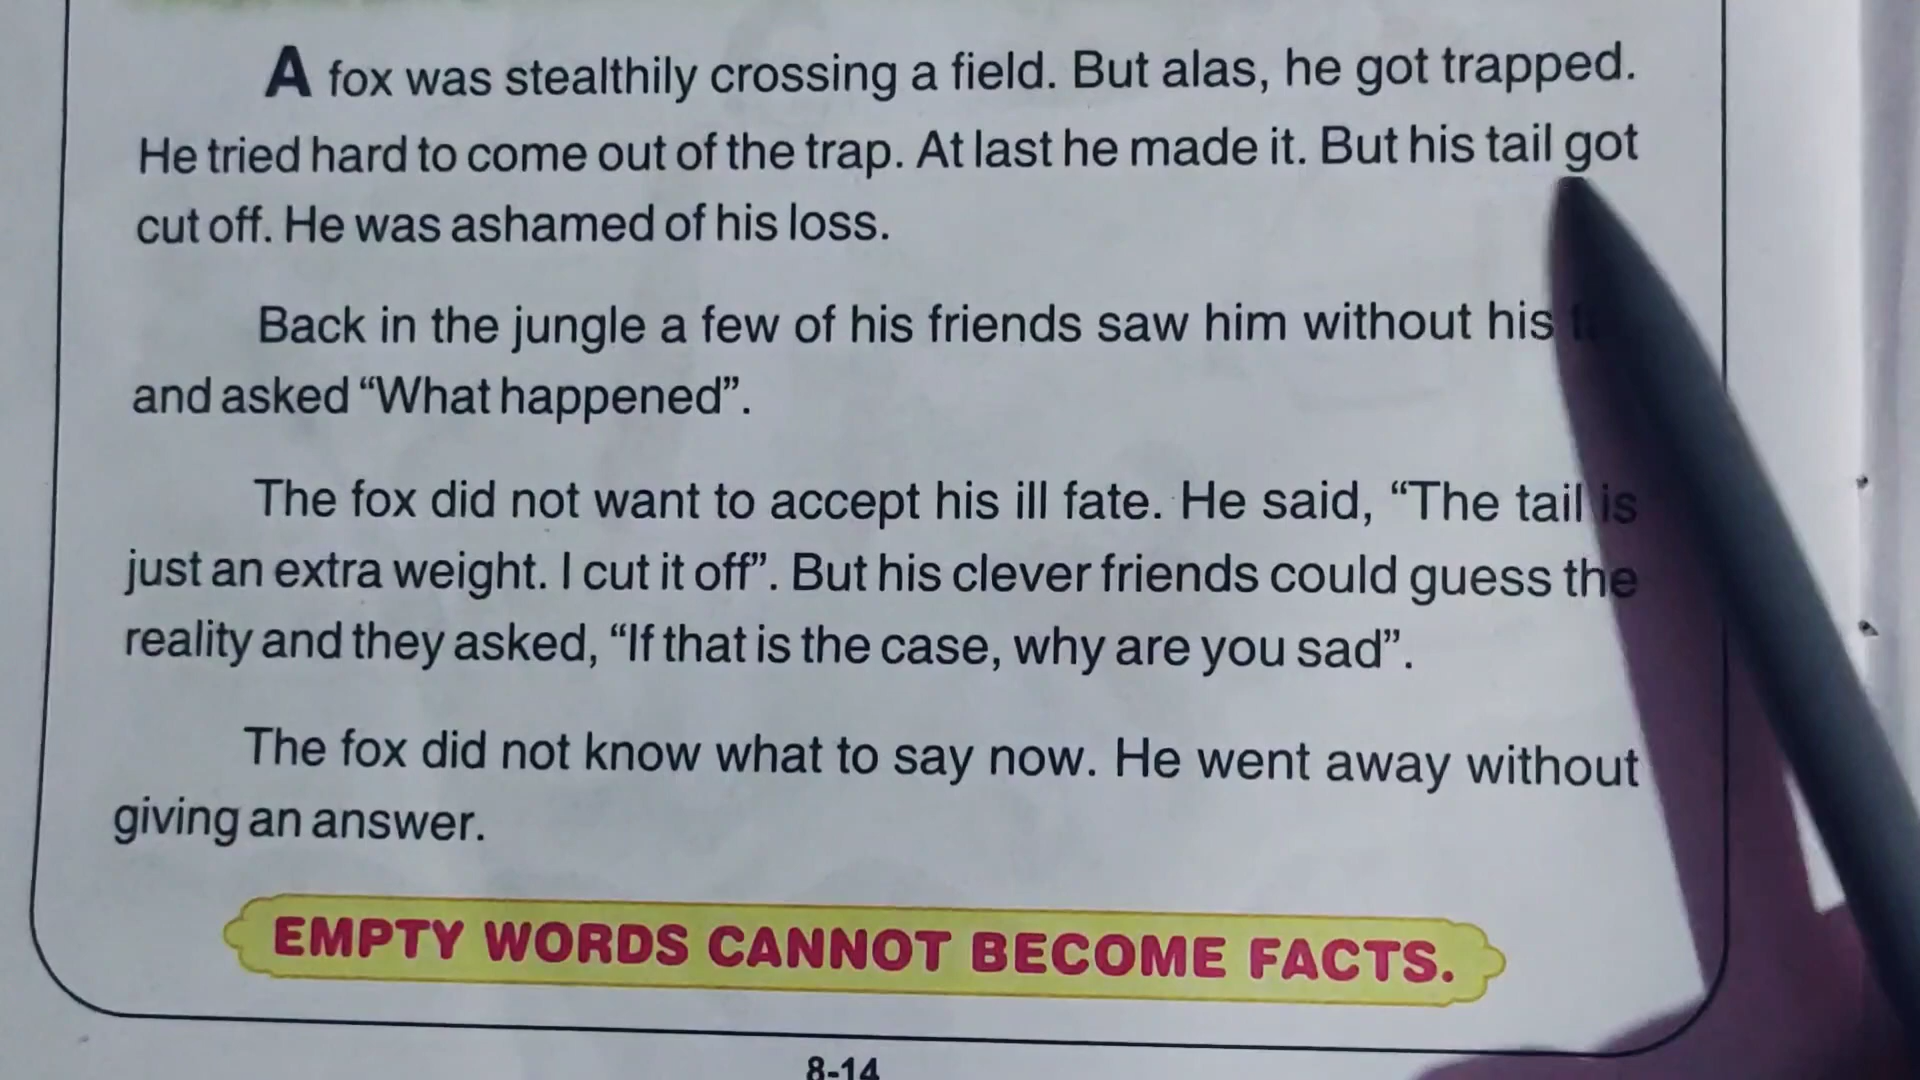 A fox was stealthily crossing a field. But alas, he got trapped.
He tried hard to come out of the trap. At last he made it. But his tail got
cut off. He was ashamed of his loss.
Back in the jungle a few of his friends saw him without his
and asked “What happened”.
The fox did not want to accept his ill fate. He said, “The tail is
just an extra weight. I cut it off”. But his clever friends could guess the
reality and they asked, “If that is the case, why are you sad”.
The fox did not know what to say now. He went away without
giving an answer.
EMPTY WORDS CANNOT BECOME FACTS.
8-14